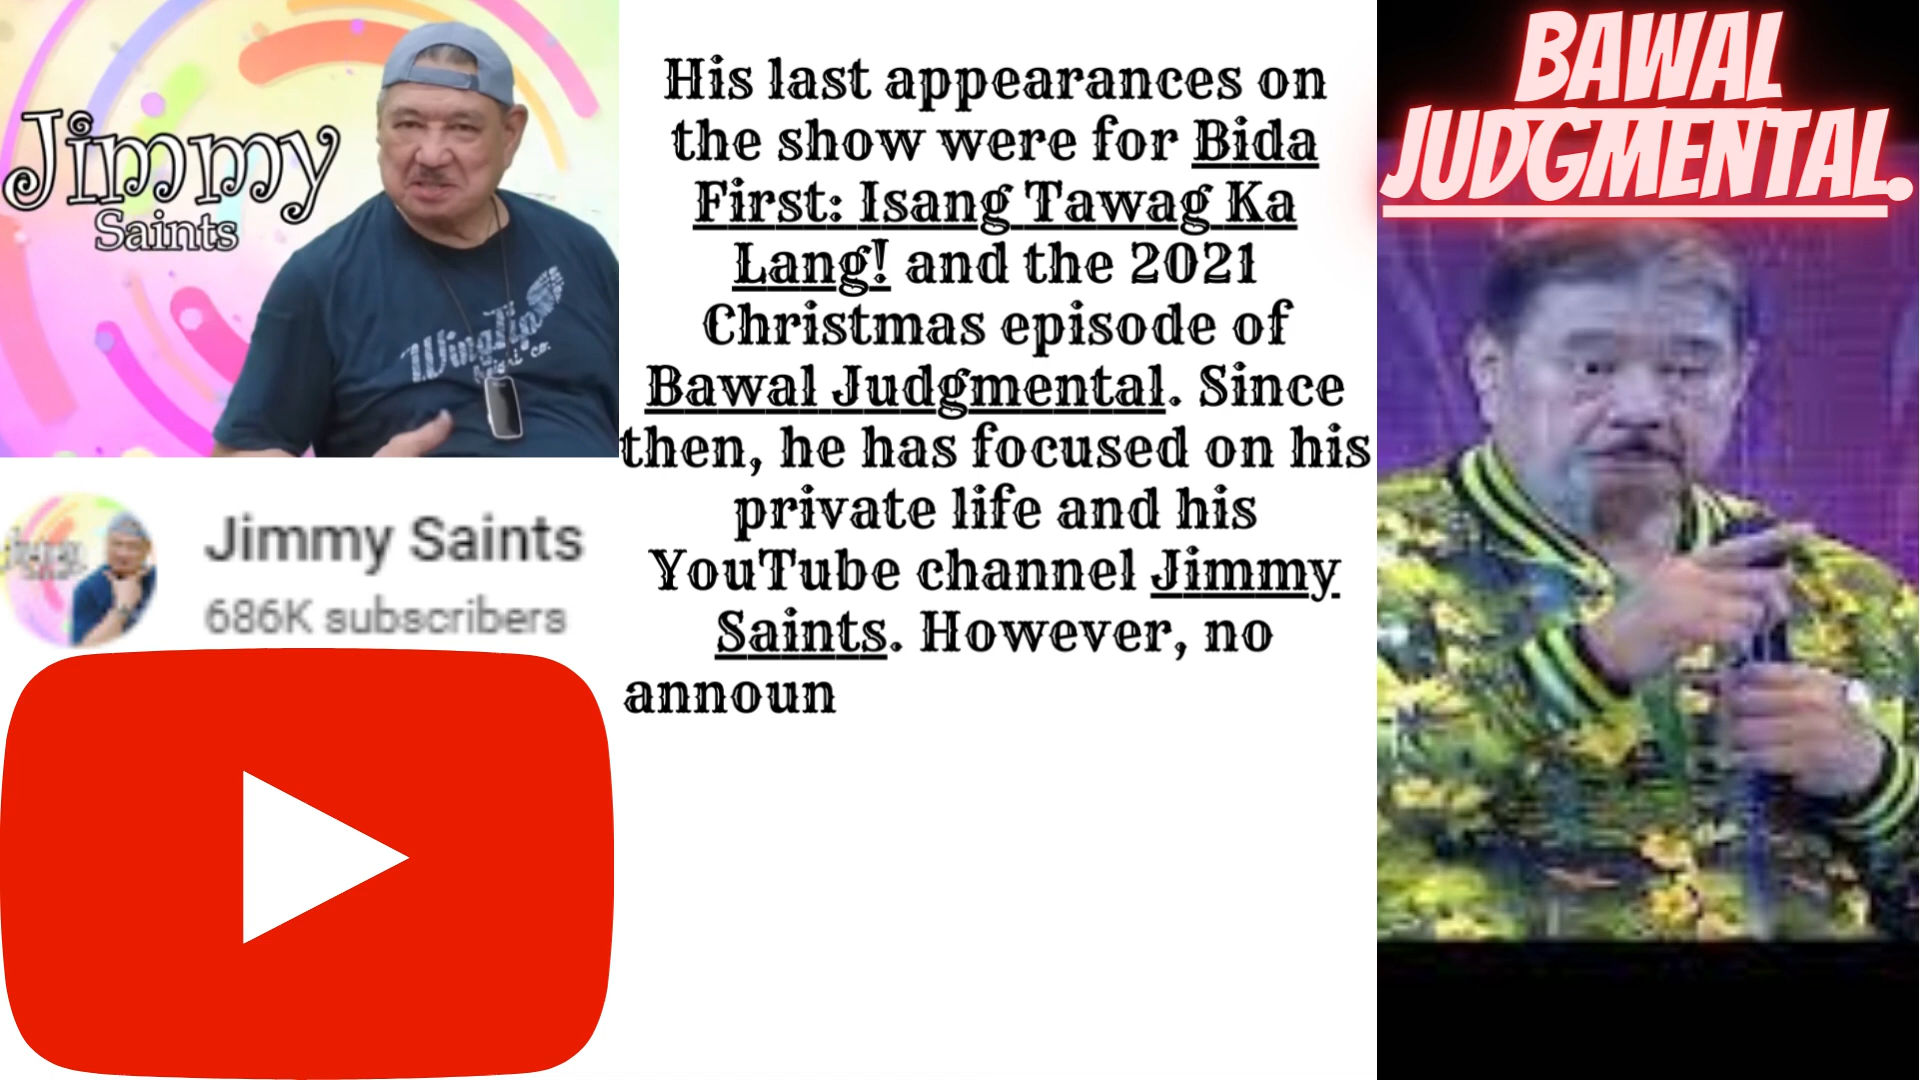 Jimmy
Saints
Jimmy Saints
686K subscribers
His last appearances on
the show were for Bida
First: Isang Tawag Ka
Lang! and the 2021
Christmas episode of
Bawal Judgmental. Since
then, he has focused on his
private life and his
YouTube channel Jimmy
Saints. However, no
announ
BAWAL
JUDGMENTAL.